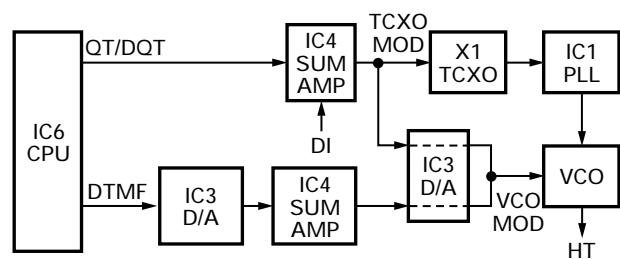 IC6
CPU
QT/DQT
IC4
SUM
AMP
DI
TCXO
MOD
X1
TCXO
IC1
PLL
DTMF
IC3
D/A
IC4
SUM
AMP
IC3
D/A
VCO
MOD
VCO
HT